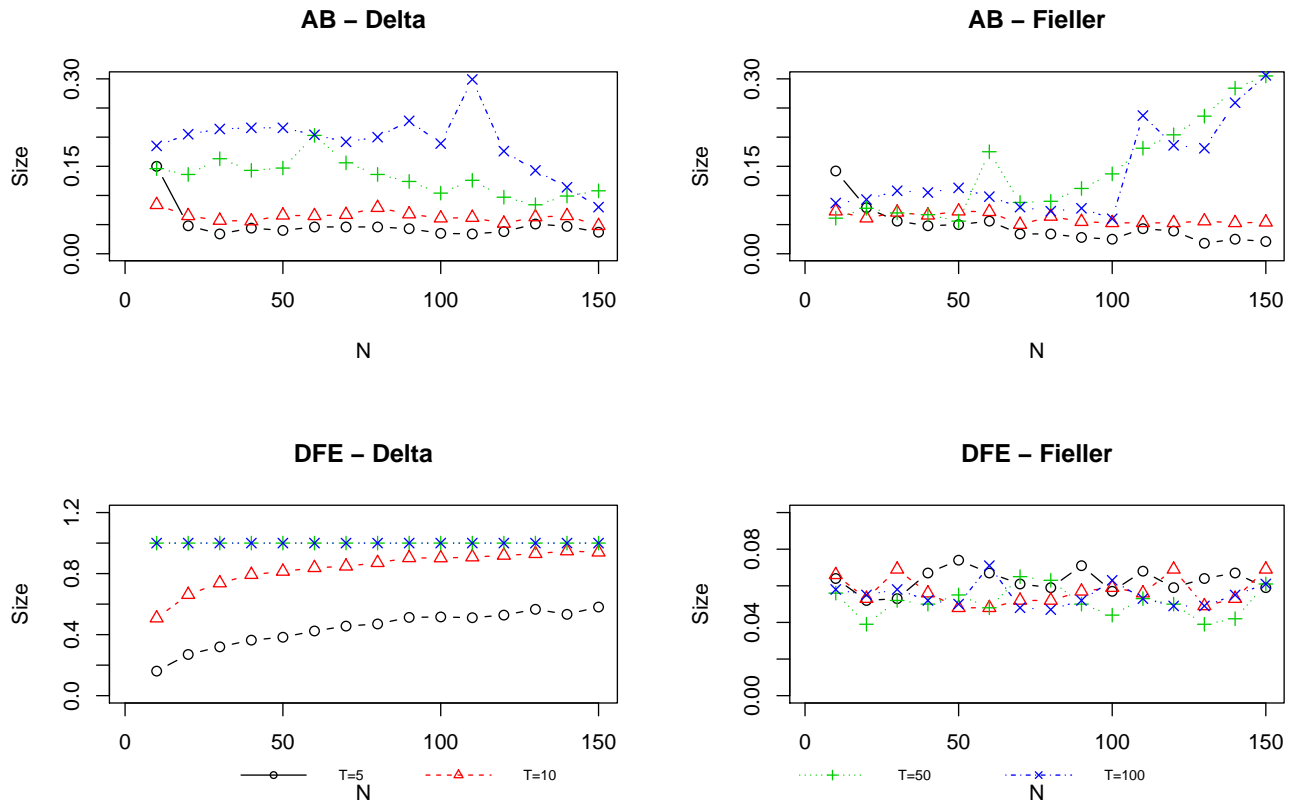 AB – Delta
Size
0.00 0.15 0.30
0 50 100 150
N
AB – Fieller
Size
0.00 0.15 0.30
0 50 100 150
N
DFE – Delta
Size
0.0 0.4 0.8 1.2
0 50 100 150
N
DFE – Fieller
Size
0.00 0.04 0.08
0 50 100 150
N
T=5 T=10 T=50 T=100